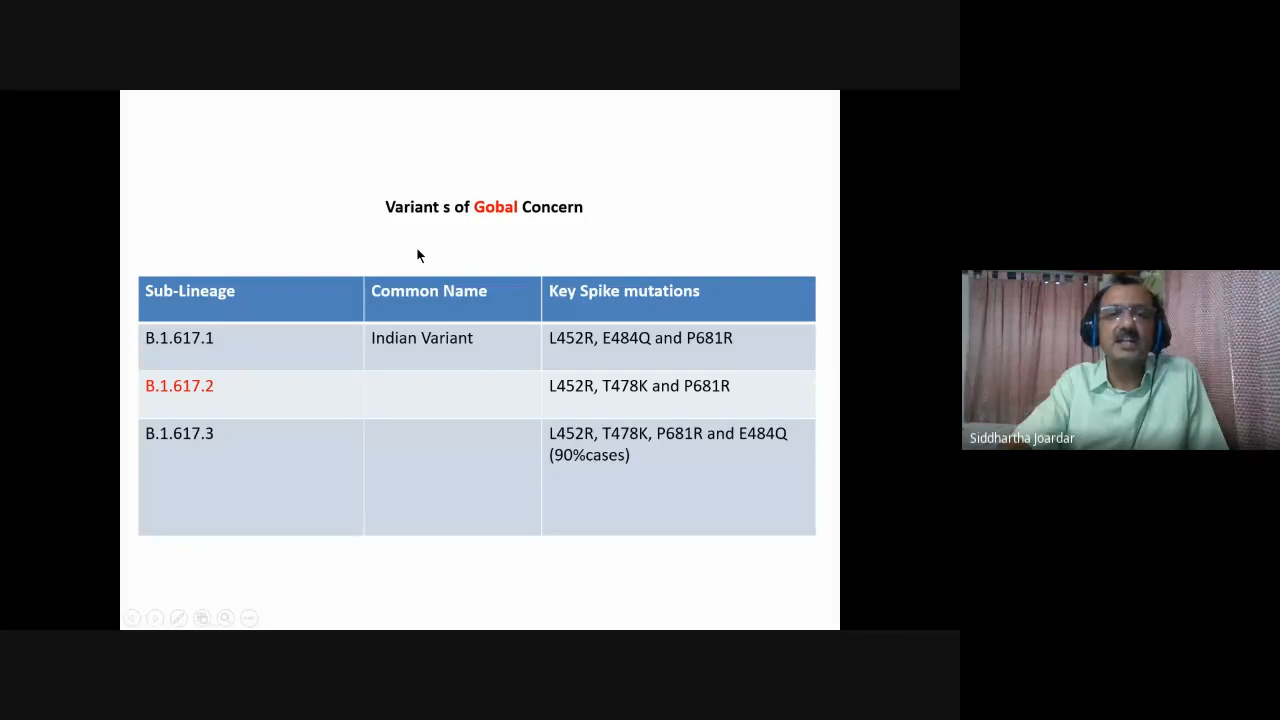 Variant s of Gobal Concern
Sub-Lineage Common Name Key Spike mutations
B.1.617.1 Indian Variant L452R, E484Q and P681R
B.1.617.2 L452R, T478K and P681R
B.1.617.3 L452R, T478K, P681R and E484Q
(90%cases)
Siddhartha Joardar